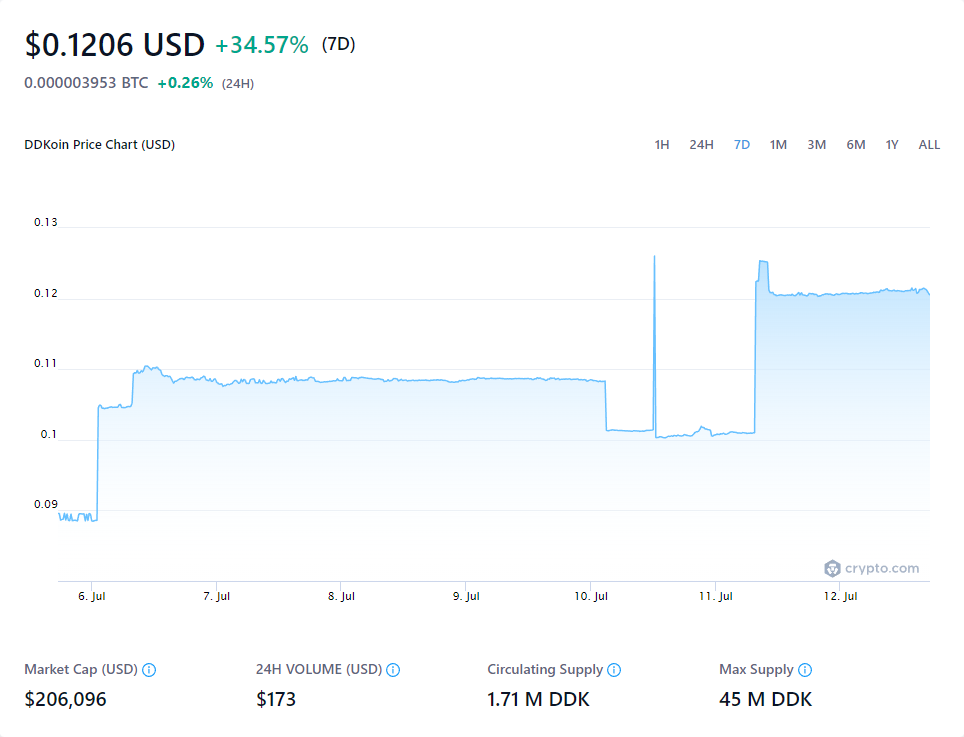 $0.1206 USD +34.57% (7D)
0.000003953 BTC +0.26% (24H)
DDKoin Price Chart (USD)
1H 24H 7D 1M 3M 6M 1Y ALL
0.13
0.12
0.11
0.1
0.09
crypto.com
6. Jul 7. Jul 8. Jul 9. Jul 10. Jul 11. Jul 12. Jul
Market Cap (USD) 24H VOLUME (USD) Circulating Supply Max Supply
$206,096 $173 1.71 M DDK 45 M DDK